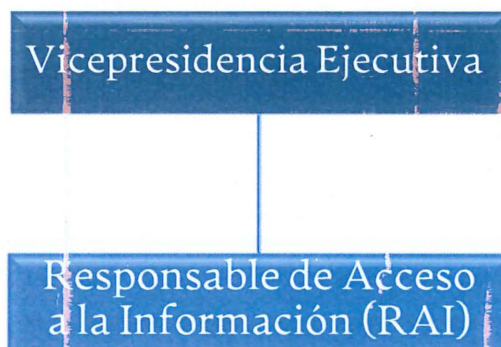 Vicepresidencia Ejecutiva
Responsable de Acceso
a la Información (RAI)